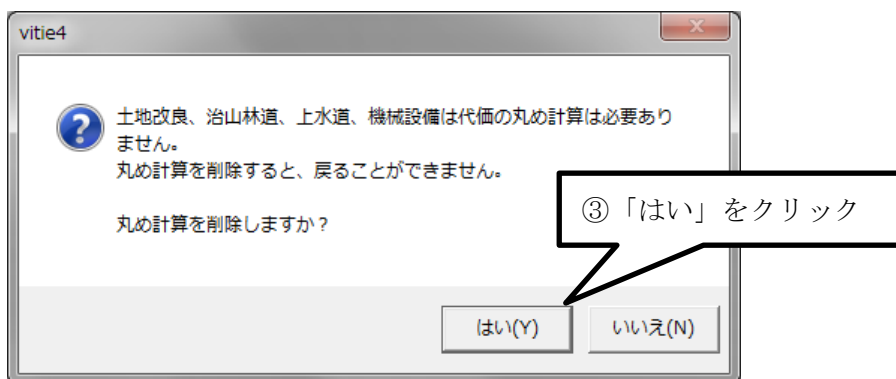 vitie4
土地改良、治山林道、上水道、機械設備は代価の丸め計算は必要あり
ません。
丸め計算を削除すると、戻ることができません。
丸め計算を削除しますか?
③「はい」をクリック
はい(Y)
いいえ(N)